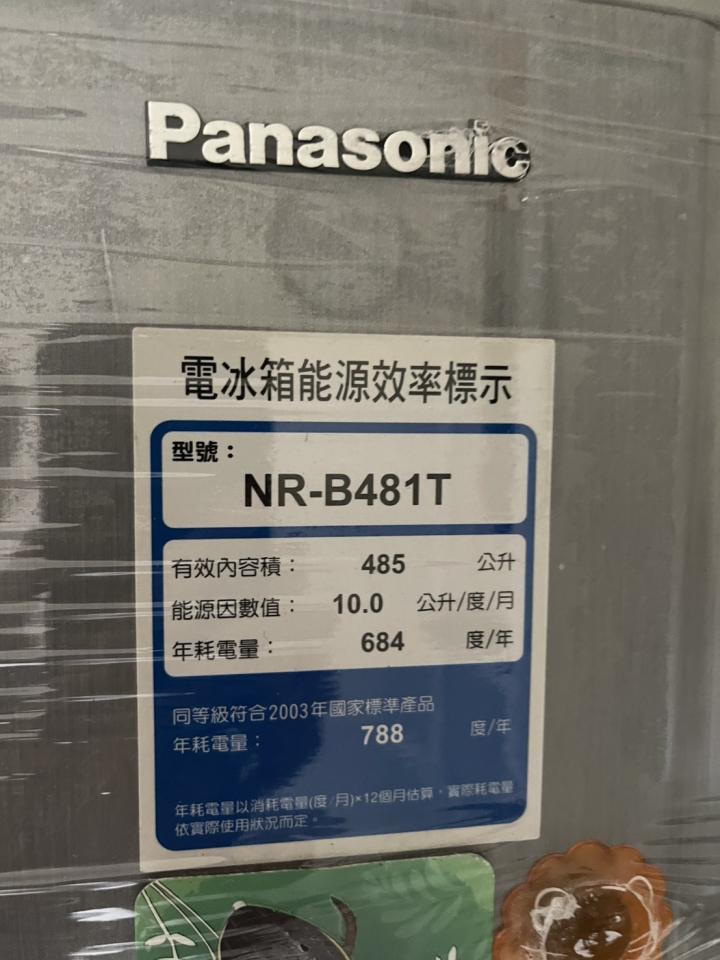 Panasonic
電冰箱能源效率標示
型號：
NR-B481T
有效內容積： 485 公升
能源因數值： 10.0 公升/度/月
年耗電量： 684 度/年
同等級符合2003年國家標準產品
年耗電量： 788 度/年
年耗電量以消耗電量(度/月)×12個月估算，實際耗電量
依實際使用狀況而定。